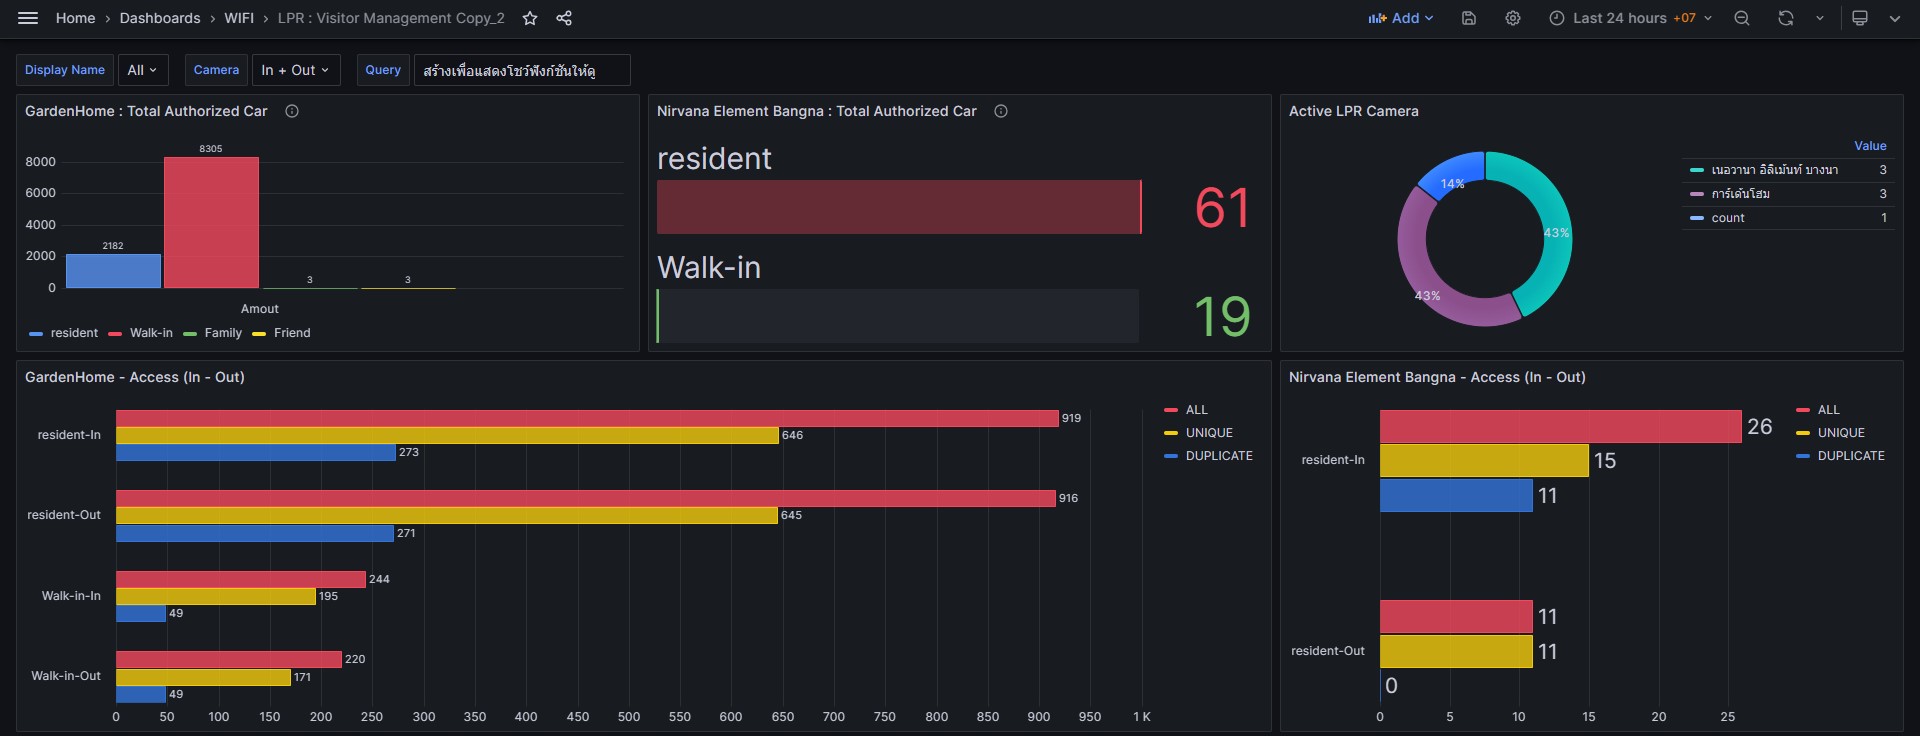 Home › Dashboards › WIFI › LPR : Visitor Management Copy_2
Add
Last 24 hours +07
Display Name
All
Camera
In + Out
Query
สร้างเพื่อแสดงโชว์ฟังก์ชันให้ดู
GardenHome : Total Authorized Car
8000
6000
4000
2000
0
2182
8305
3
3
Amout
resident
Walk-in
Family
Friend
Nirvana Element Bangna : Total Authorized Car
resident
61
Walk-in
19
Active LPR Camera
14%
43%
43%
Value
เนอวานา อิลิเม้นท์ บางนา 3
การ์เด้นโฮม 3
count 1
GardenHome - Access (In - Out)
resident-In
919
646
273
resident-Out
916
645
271
Walk-in-In
244
195
49
Walk-in-Out
220
171
49
0 50 100 150 200 250 300 350 400 450 500 550 600 650 700 750 800 850 900 950 1 K
ALL
UNIQUE
DUPLICATE
Nirvana Element Bangna - Access (In - Out)
resident-In
26
15
11
resident-Out
11
11
0
0 5 10 15 20 25
ALL
UNIQUE
DUPLICATE